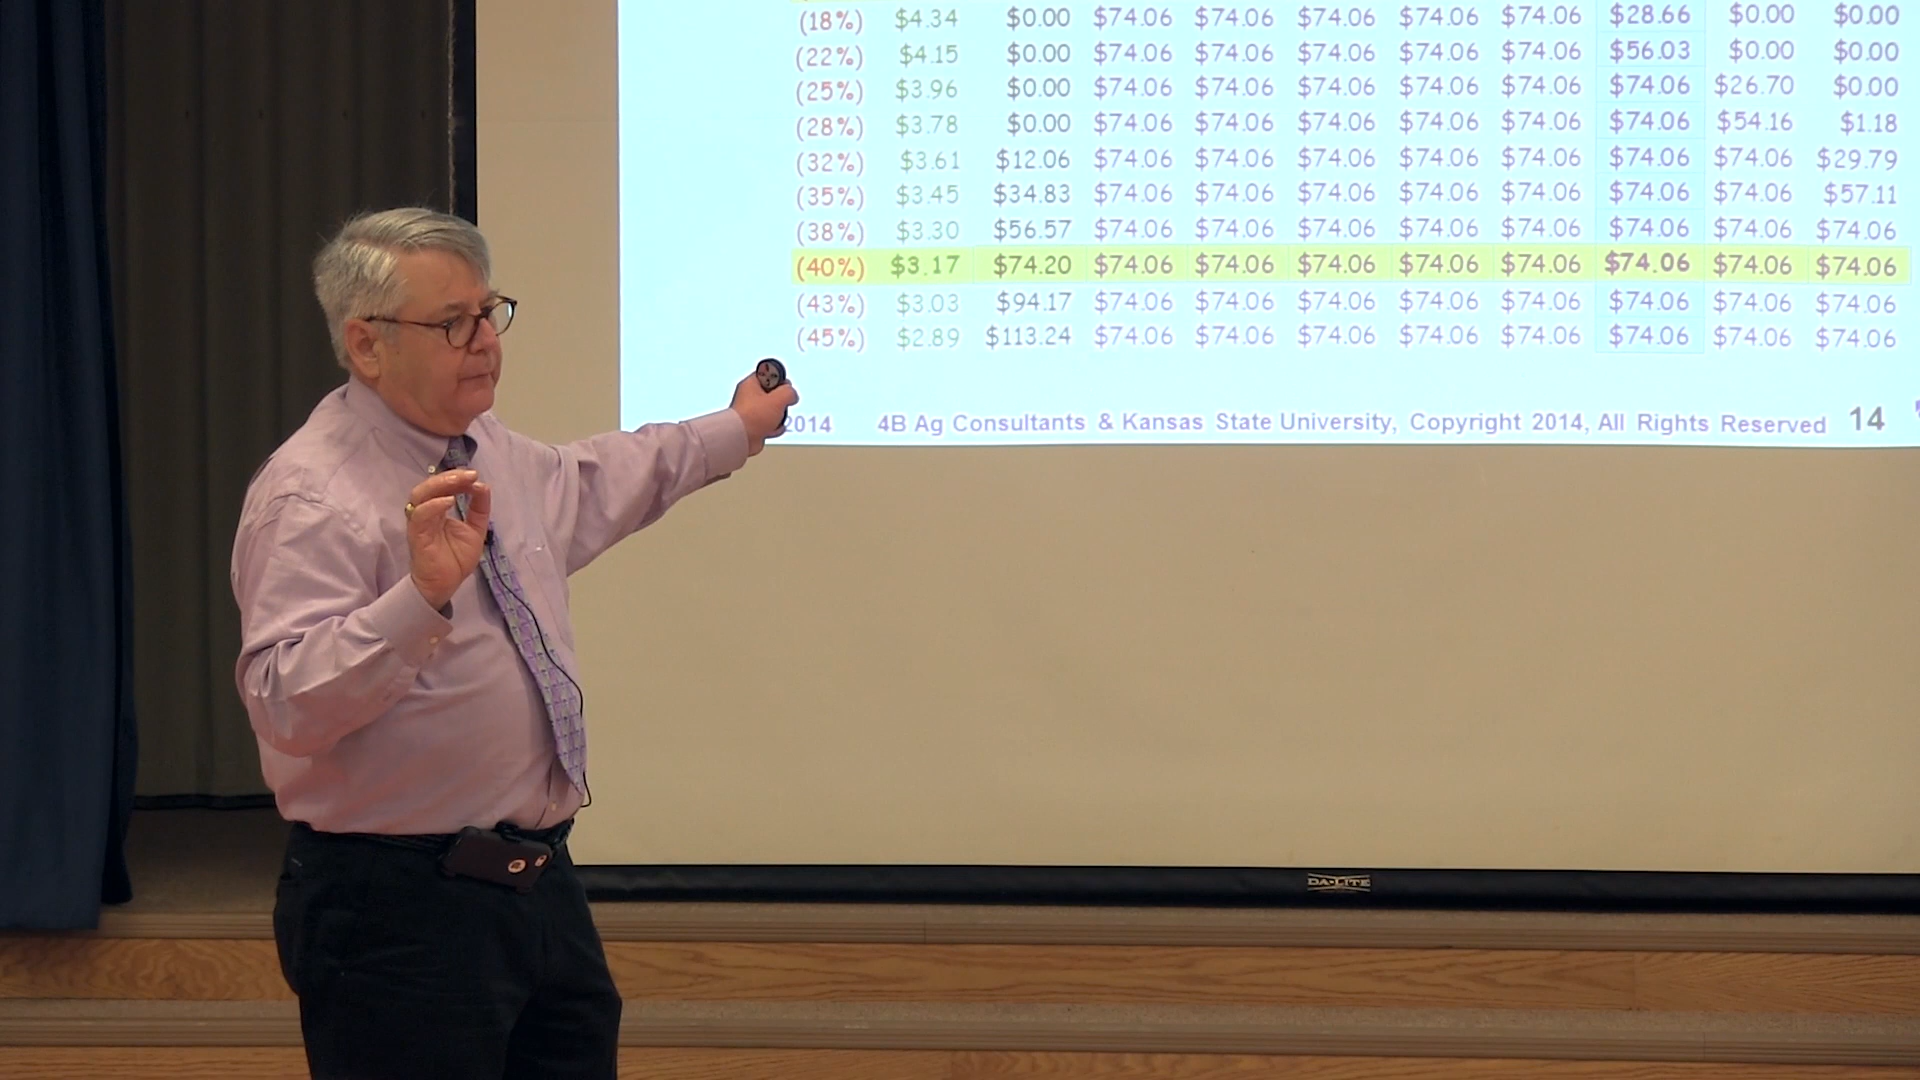 (18%) $4.34 $0.00 $74.06 $74.06 $74.06 $74.06 $74.06 $28.66 $0.00 $0.00
(22%) $4.15 $0.00 $74.06 $74.06 $74.06 $74.06 $74.06 $56.03 $0.00 $0.00
(25%) $3.96 $0.00 $74.06 $74.06 $74.06 $74.06 $74.06 $74.06 $26.70 $0.00
(28%) $3.78 $0.00 $74.06 $74.06 $74.06 $74.06 $74.06 $74.06 $54.16 $1.18
(32%) $3.61 $12.06 $74.06 $74.06 $74.06 $74.06 $74.06 $74.06 $74.06 $29.79
(35%) $3.45 $34.83 $74.06 $74.06 $74.06 $74.06 $74.06 $74.06 $74.06 $57.11
(38%) $3.30 $56.57 $74.06 $74.06 $74.06 $74.06 $74.06 $74.06 $74.06 $74.06
(40%) $3.17 $74.20 $74.06 $74.06 $74.06 $74.06 $74.06 $74.06 $74.06 $74.06
(43%) $3.03 $94.17 $74.06 $74.06 $74.06 $74.06 $74.06 $74.06 $74.06 $74.06
(45%) $2.89 $113.24 $74.06 $74.06 $74.06 $74.06 $74.06 $74.06 $74.06 $74.06
2014 4B Ag Consultants & Kansas State University, Copyright 2014, All Rights Reserved 14
DA-LITE